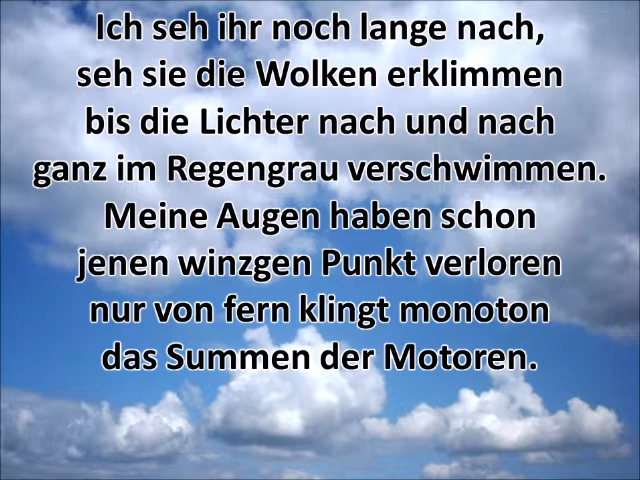 Ich seh ihr noch lange nach,
seh sie die Wolken erklimmen
bis die Lichter nach und nach
ganz im Regengrau verschwimmen.
Meine Augen haben schon
jenen winzgen Punkt verloren
nur von fern klingt monoton
das Summen der Motoren.